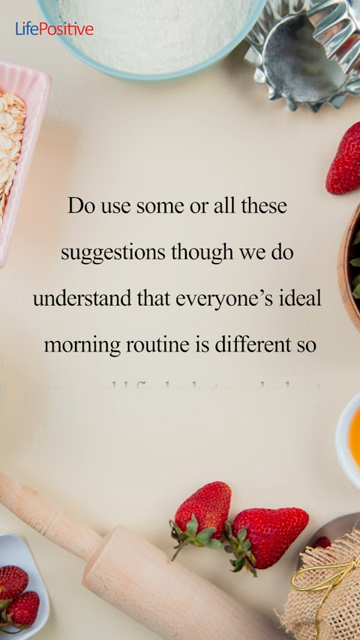 LifePositive
Do use some or all these
suggestions though we do
understand that everyone's ideal
morning routine is different so